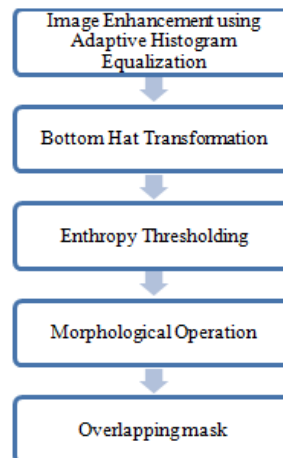 Image Enhancement using
Adaptive Histogram
Equalization
Bottom Hat Transformation
Enthropy Thresholding
Morphological Operation
Overlapping mask